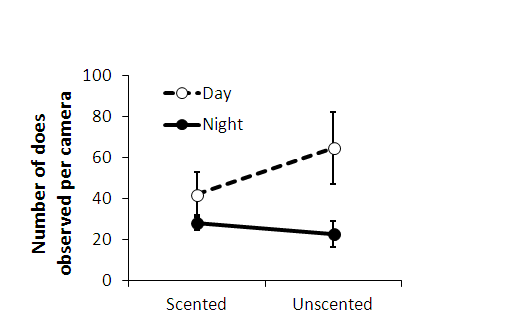 100
80
60
40
20
0
Number of does
observed per camera
Day
Night
Scented
Unscented